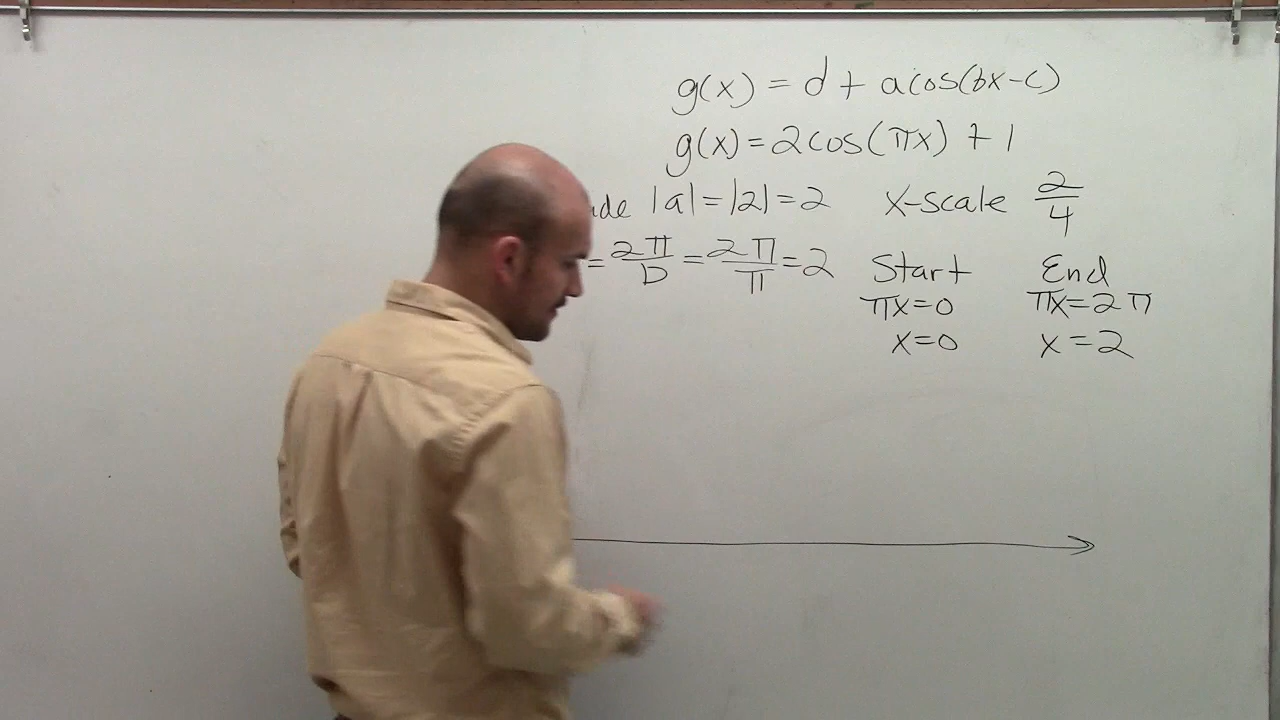 g(x) = d + a cos(bx-c)
g(x) = 2cos(πx) + 1
|a| = |2| = 2 x-scale 2/4
= 2π/b = 2π/π = 2 Start End
πx=0 πx=2π
x=0 x=2